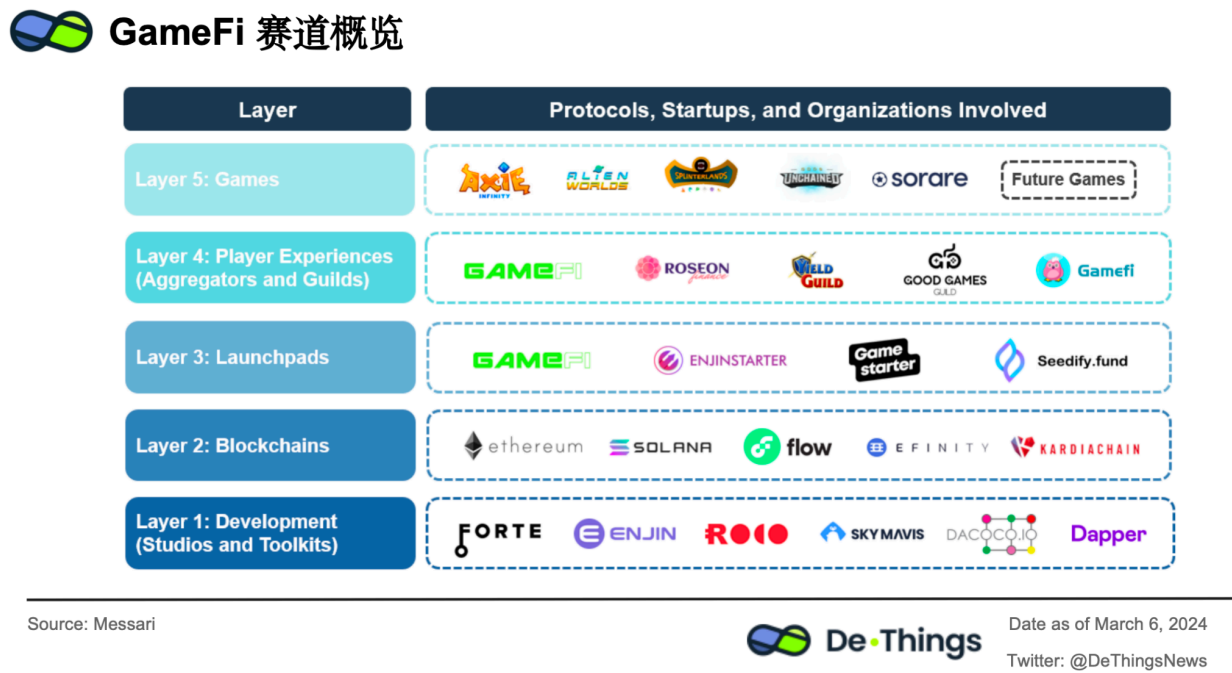 GameFi 赛道概览
Layer
Protocols, Startups, and Organizations Involved
Layer 5: Games
AXIE
INFINITY
ALIEN
WORLDS
SPLINTERLANDS
UNCHAINED
sorare
Future Games
Layer 4: Player Experiences
(Aggregators and Guilds)
GAMEFI
ROSEON
finance
YIELD
GUILD
GG
GOOD GAMES
GUILD
Gamefi
Layer 3: Launchpads
GAMEFI
ENJINSTARTER
Game
starter
Seedify.fund
Layer 2: Blockchains
ethereum
SOLANA
flow
EFINITY
KARDIACHAIN
Layer 1: Development
(Studios and Toolkits)
FORTE
ENJIN
ROCO
SKY MAVIS
DACOCO.IO
Dapper
Source: Messari
De·Things
Date as of March 6, 2024
Twitter: @DeThingsNews